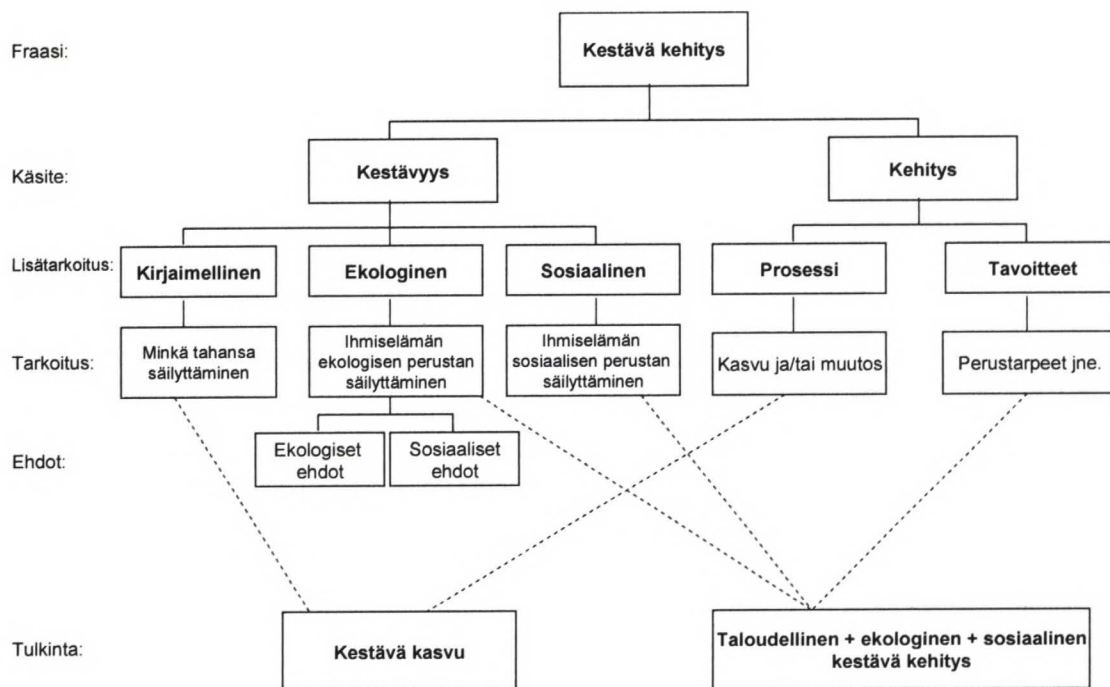 Fraasi:
Kestävä kehitys
Käsite:
Kestävyys
Kehitys
Lisätarkoitus:
Kirjaimellinen
Ekologinen
Sosiaalinen
Prosessi
Tavoitteet
Tarkoitus:
Minkä tahansa
säilyttäminen
Ihmiselämän
ekologisen perustan
säilyttäminen
Ihmiselämän
sosiaalisen perustan
säilyttäminen
Kasvu ja/tai muutos
Perustarpeet jne.
Ehdot:
Ekologiset
ehdot
Sosiaaliset
ehdot
Tulkinta:
Kestävä kasvu
Taloudellinen + ekologinen + sosiaalinen
kestävä kehitys